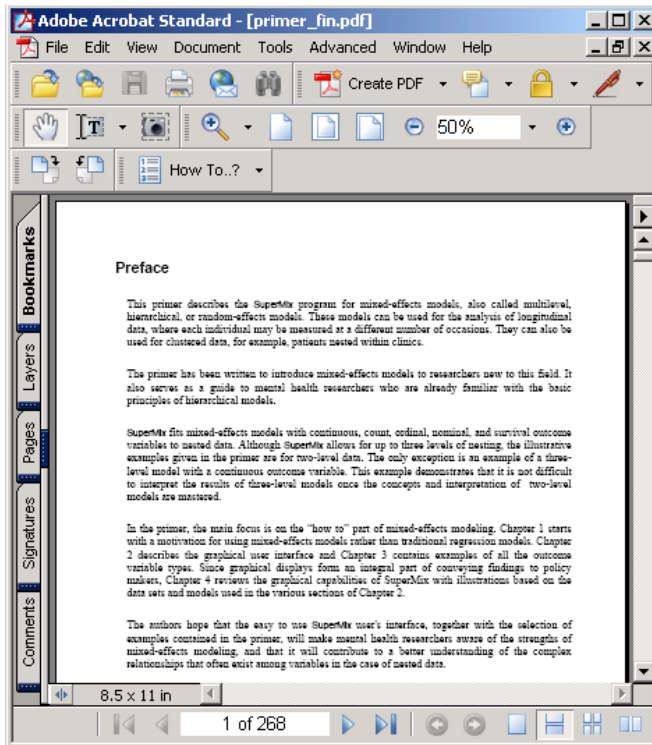 Adobe Acrobat Standard - [primer_fin.pdf]
File Edit View Document Tools Advanced Window Help
Create PDF
50%
How To..?
Bookmarks
Layers
Pages
Signatures
Comments
Preface
This primer describes the SuperMix program for mixed-effects models, also called multilevel,
hierarchical, or random-effects models. These models can be used for the analysis of longitudinal
data, where each individual may be measured at a different number of occasions. They can also be
used for clustered data, for example, patients nested within clinics.
The primer has been written to introduce mixed-effects models to researchers new to this field. It
also serves as a guide to mental health researchers who are already familiar with the basic
principles of hierarchical models.
SuperMix fits mixed-effects models with continuous, count, ordinal, nominal, and survival outcome
variables to nested data. Although SuperMix allows for up to three levels of nesting, the illustrative
examples given in the primer are for two-level data. The only exception is an example of a three-
level model with a continuous outcome variable. This example demonstrates that it is not difficult
to interpret the results of three-level models once the concepts and interpretation of two-level
models are mastered.
In the primer, the main focus is on the “how to” part of mixed-effects modeling. Chapter 1 starts
with a motivation for using mixed-effects models rather than traditional regression models. Chapter
2 describes the graphical user interface and Chapter 3 contains examples of all the outcome
variable types. Since graphical displays form an integral part of conveying findings to policy
makers, Chapter 4 reviews the graphical capabilities of SuperMix with illustrations based on the
data sets and models used in the various sections of Chapter 2.
The authors hope that the easy to use SuperMix user's interface, together with the selection of
examples contained in the primer, will make mental health researchers aware of the strengths of
mixed-effects modeling, and that it will contribute to a better understanding of the complex
relationships that often exist among variables in the case of nested data.
8.5 x 11 in
1 of 268